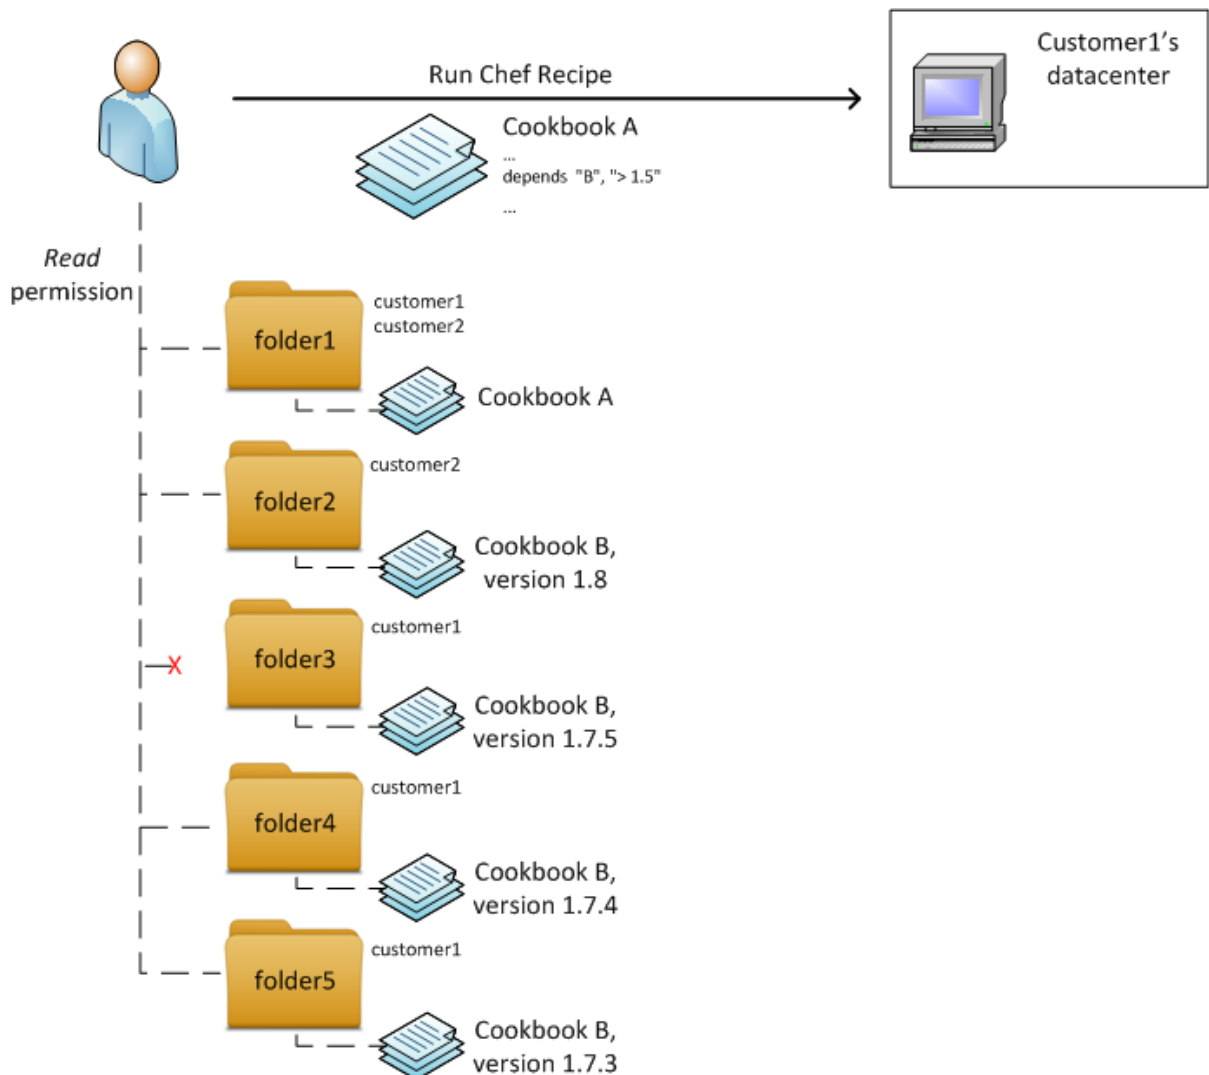 Run Chef Recipe
Customer1's
datacenter
Cookbook A
...
depends "B", "> 1.5"
...
Read
permission
folder1
customer1
customer2
Cookbook A
folder2
customer2
Cookbook B,
version 1.8
X
folder3
customer1
Cookbook B,
version 1.7.5
folder4
customer1
Cookbook B,
version 1.7.4
folder5
customer1
Cookbook B,
version 1.7.3